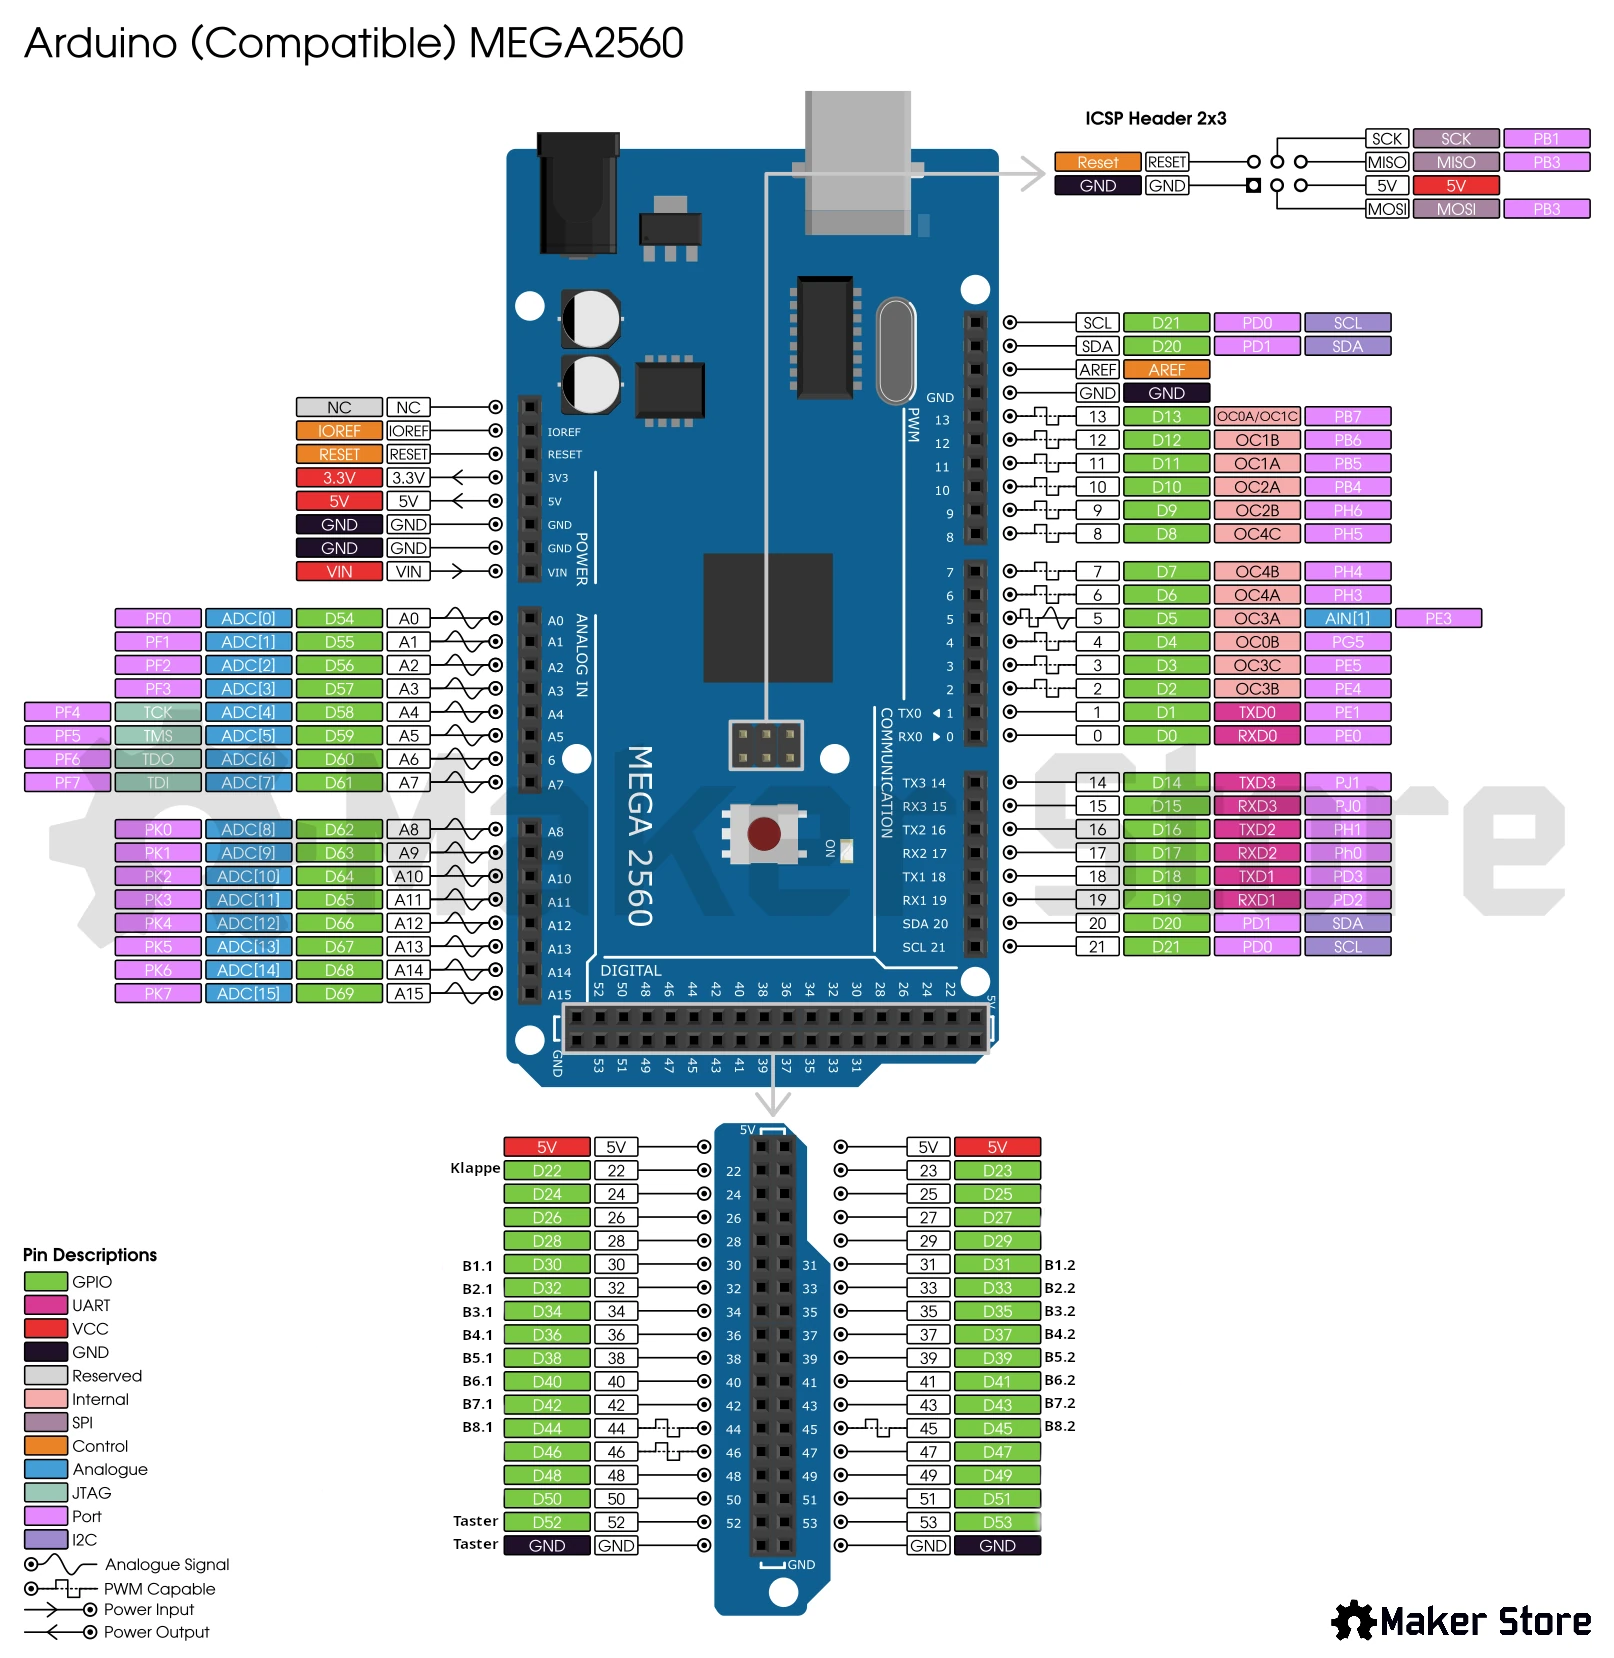 Arduino (Compatible) MEGA2560
ICSP Header 2x3
SCK SCK PB1
Reset RESET MISO MISO PB3
GND GND 5V 5V
MOSI MOSI PB3
SCL D21 PD0 SCL
SDA D20 PD1 SDA
AREF AREF
GND GND GND
13 13 D13 OC0A/OC1C PB7
12 12 D12 OC1B PB6
11 11 D11 OC1A PB5
10 10 D10 OC2A PB4
9 9 D9 OC2B PH6
8 8 D8 OC4C PH5
PWM
7 7 D7 OC4B PH4
6 6 D6 OC4A PH3
5 5 D5 OC3A AIN[1] PE3
4 4 D4 OC0B PG5
3 3 D3 OC3C PE5
2 2 D2 OC3B PE4
TX0 1 1 D1 TXD0 PE1
RX0 0 0 D0 RXD0 PE0
COMMUNICATION
TX3 14 14 D14 TXD3 PJ1
RX3 15 15 D15 RXD3 PJ0
TX2 16 16 D16 TXD2 PH1
RX2 17 17 D17 RXD2 Ph0
TX1 18 18 D18 TXD1 PD3
RX1 19 19 D19 RXD1 PD2
SDA 20 20 D20 PD1 SDA
SCL 21 21 D21 PD0 SCL
NC NC
IOREF IOREF IOREF
RESET RESET RESET
3.3V 3.3V 3V3
5V 5V 5V
GND GND GND
GND GND GND
VIN VIN VIN
POWER
PF0 ADC[0] D54 A0 A0
PF1 ADC[1] D55 A1 A1
PF2 ADC[2] D56 A2 A2
PF3 ADC[3] D57 A3 A3
PF4 TCK ADC[4] D58 A4 A4
PF5 TMS ADC[5] D59 A5 A5
PF6 TDO ADC[6] D60 A6 6
PF7 TDI ADC[7] D61 A7 A7
ANALOG IN
PK0 ADC[8] D62 A8 A8
PK1 ADC[9] D63 A9 A9
PK2 ADC[10] D64 A10 A10
PK3 ADC[11] D65 A11 A11
PK4 ADC[12] D66 A12 A12
PK5 ADC[13] D67 A13 A13
PK6 ADC[14] D68 A14 A14
PK7 ADC[15] D69 A15 A15
MEGA 2560
ON
Maker Store
DIGITAL
52 50 48 46 44 42 40 38 36 34 32 30 28 26 24 22 5V
GND 53 51 49 47 45 43 41 39 37 35 33 31
5V 5V 5V 5V 5V
Klappe D22 22 22 23 D23
D24 24 24 25 D25
D26 26 26 27 D27
D28 28 28 29 D29
B1.1 D30 30 30 31 31 D31 B1.2
B2.1 D32 32 32 33 33 D33 B2.2
B3.1 D34 34 34 35 35 D35 B3.2
B4.1 D36 36 36 37 37 D37 B4.2
B5.1 D38 38 38 39 39 D39 B5.2
B6.1 D40 40 40 41 41 D41 B6.2
B7.1 D42 42 42 43 43 D43 B7.2
B8.1 D44 44 44 45 45 D45 B8.2
D46 46 46 47 47 D47
D48 48 48 49 49 D49
D50 50 50 51 51 D51
Taster D52 52 52 53 53 D53
Taster GND GND GND GND
GND
Pin Descriptions
GPIO
UART
VCC
GND
Reserved
Internal
SPI
Control
Analogue
JTAG
Port
I2C
Analogue Signal
PWM Capable
Power Input
Power Output
Maker Store